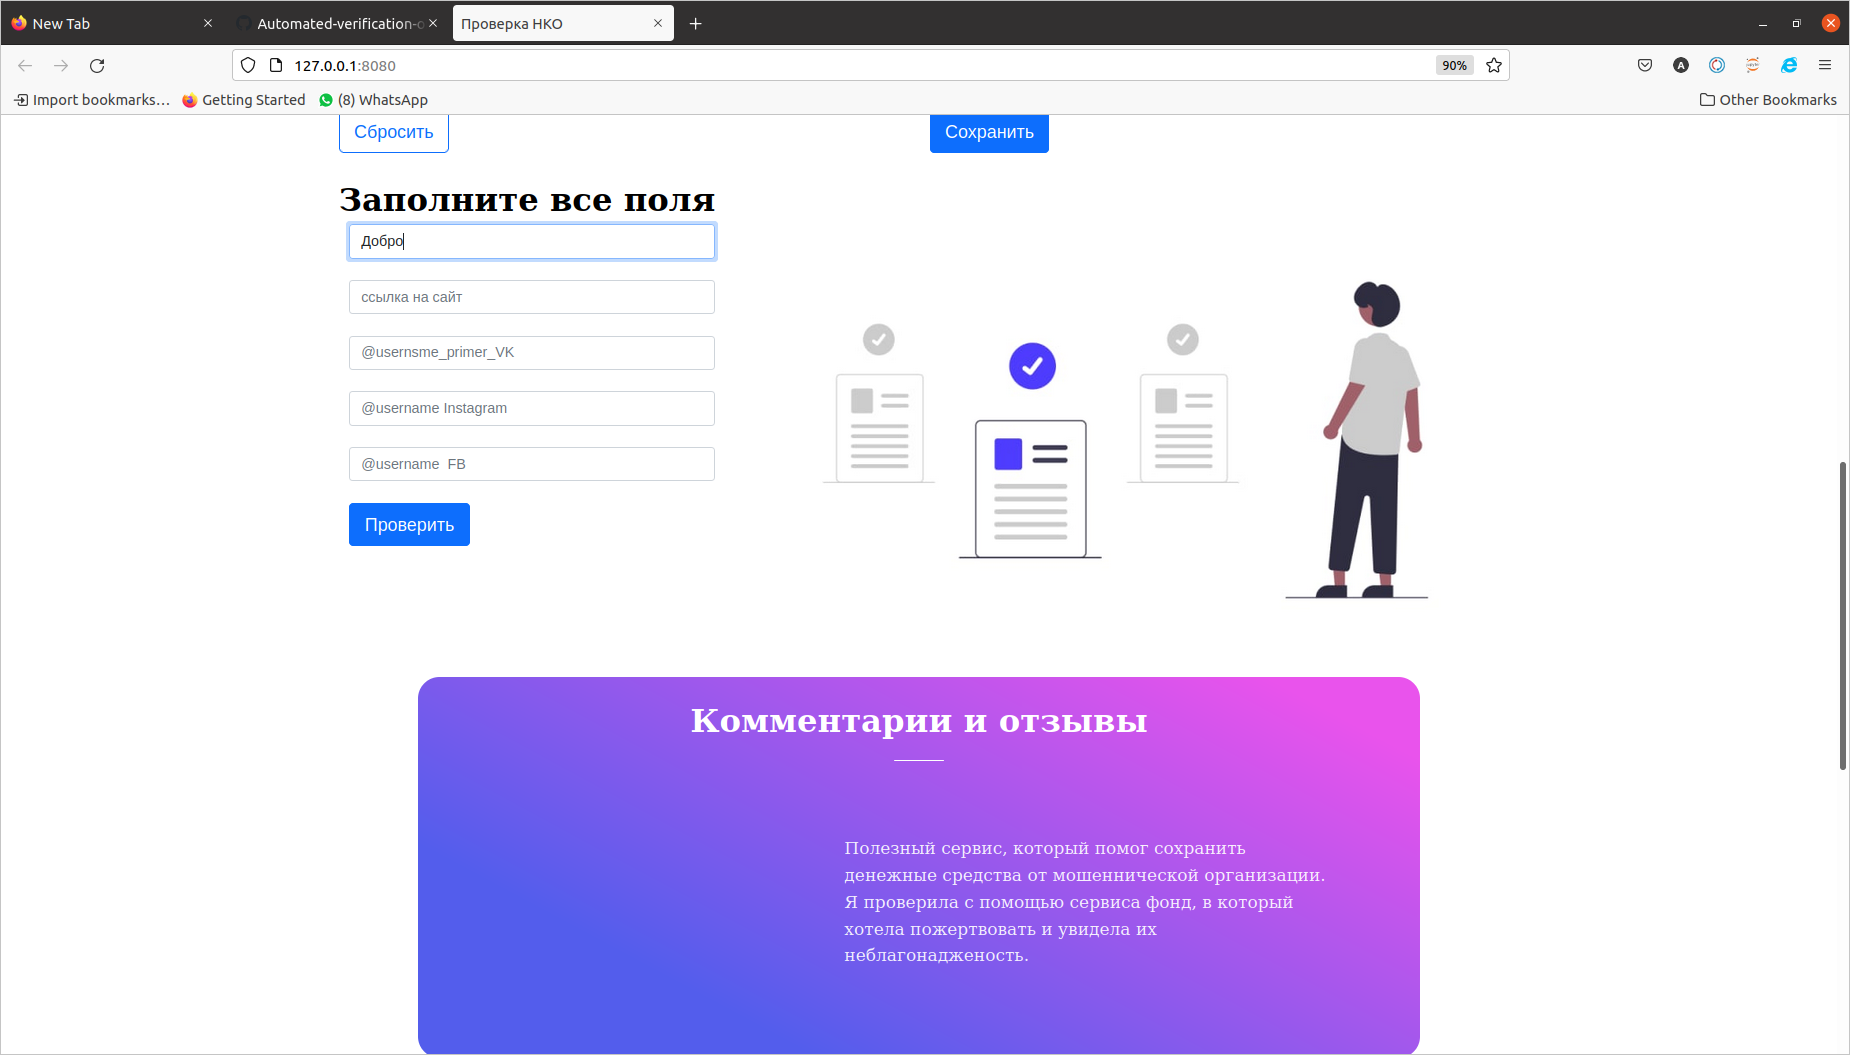 New Tab
Automated-verification-o
Проверка НКО
127.0.0.1:8080
90%
Import bookmarks…
Getting Started
(8) WhatsApp
Other Bookmarks
Сбросить
Сохранить
Заполните все поля
Добро
ссылка на сайт
@usernsme_primer_VK
@username Instagram
@username FB
Проверить
Комментарии и отзывы
Полезный сервис, который помог сохранить
денежные средства от мошеннической организации.
Я проверила с помощью сервиса фонд, в который
хотела пожертвовать и увидела их
неблагонадженость.